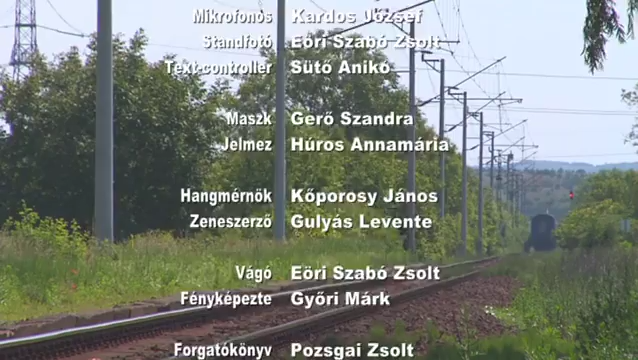 Mikrofonos Kardos József
Standfotó Eöri Szabó Zsolt
Text-controller Sütő Anikó
Maszk Gerő Szandra
Jelmez Húros Annamária
Hangmérnök Kőporosy János
Zeneszerző Gulyás Levente
Vágó Eöri Szabó Zsolt
Fényképezte Győri Márk
Forgatókönyv Pozsgai Zsolt